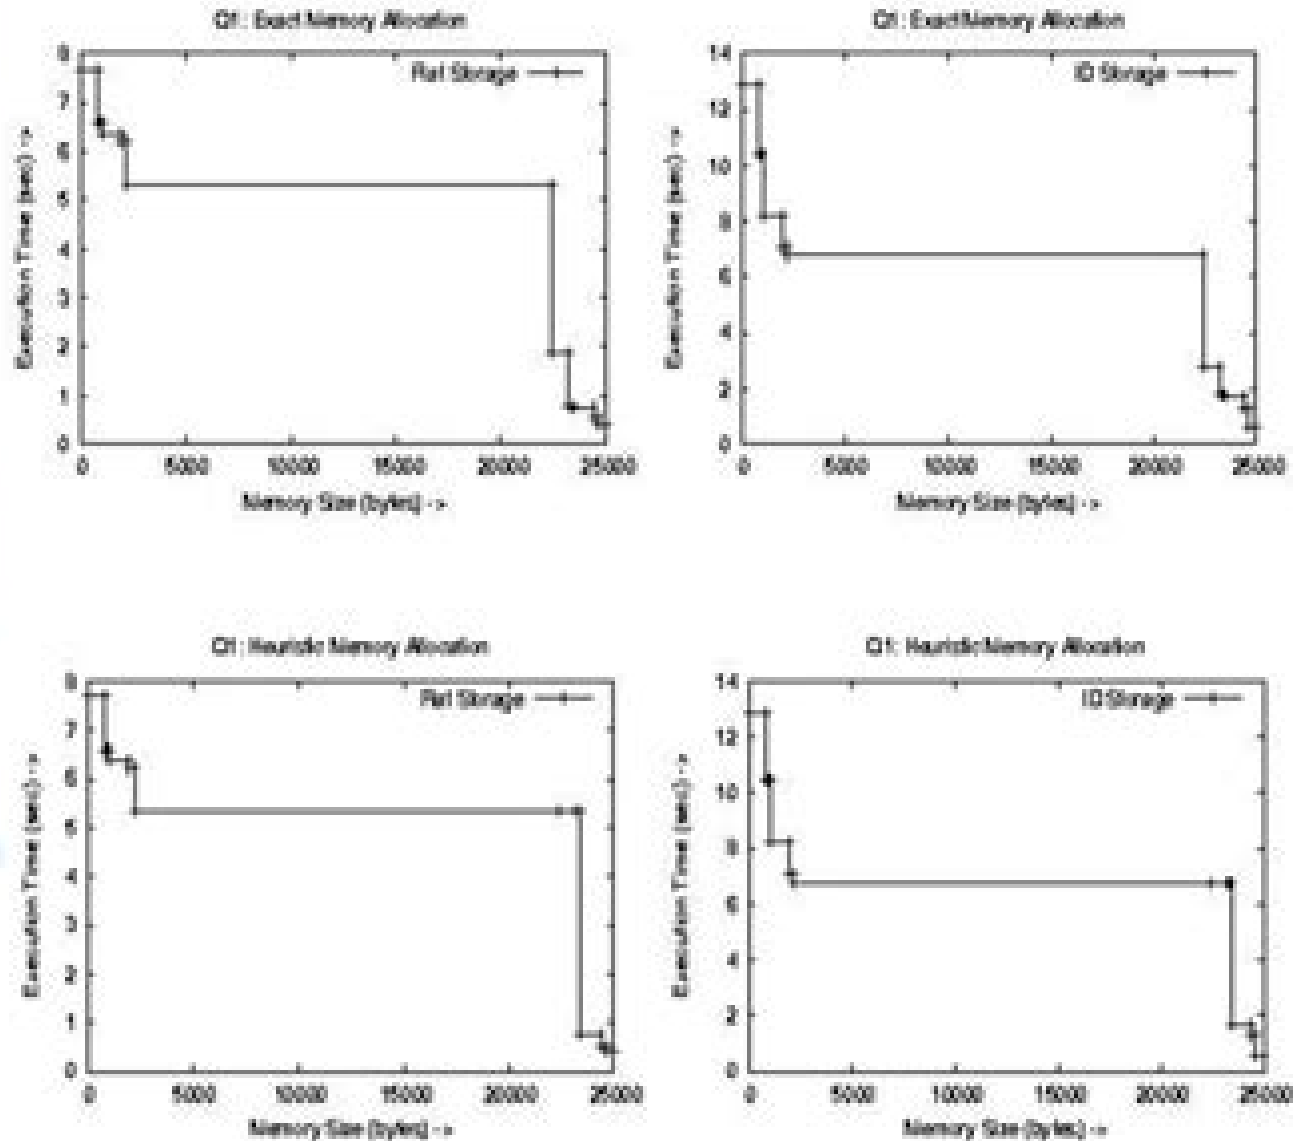 Q1: Exact Memory Allocation
Flat Storage
8
7
6
5
4
3
2
1
0
0 5000 10000 15000 20000 25000
Execution Time (sec) ->
Memory Size (bytes) ->
Q1: Exact Memory Allocation
ID Storage
14
12
10
8
6
4
2
0
0 5000 10000 15000 20000 25000
Execution Time (sec) ->
Memory Size (bytes) ->
Q1: Heuristic Memory Allocation
Flat Storage
8
7
6
5
4
3
2
1
0
0 5000 10000 15000 20000 25000
Execution Time (sec) ->
Memory Size (bytes) ->
Q1: Heuristic Memory Allocation
ID Storage
14
12
10
8
6
4
2
0
0 5000 10000 15000 20000 25000
Execution Time (sec) ->
Memory Size (bytes) ->